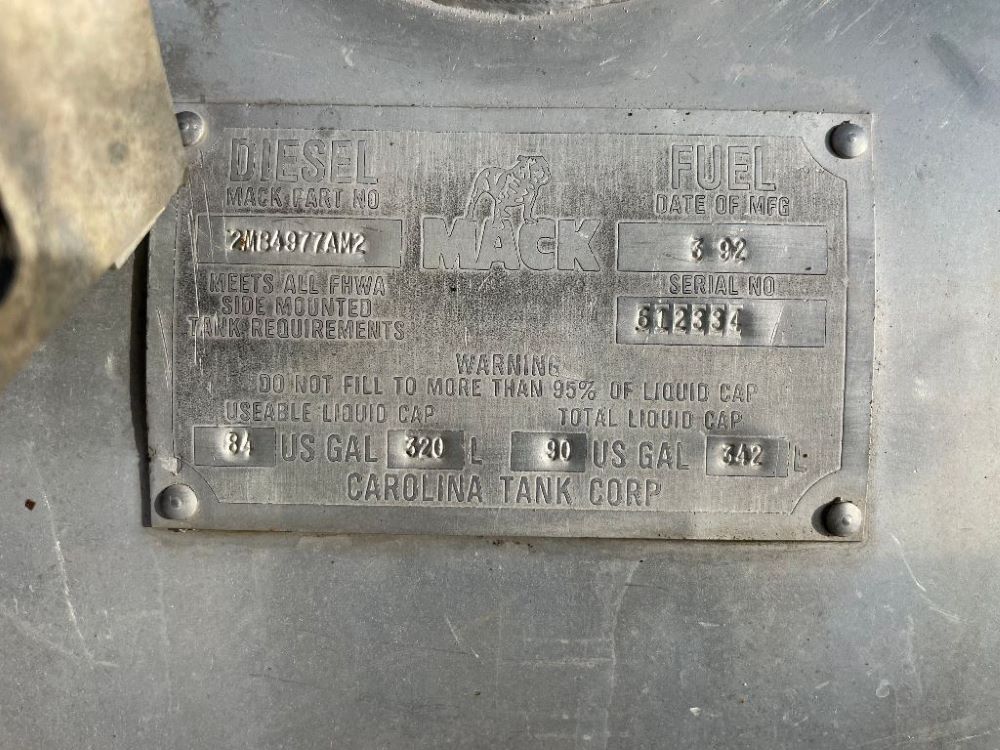 DIESEL
FUEL
MACK PART NO
MACK
DATE OF MFG
2MB4977AM2
3 92
MEETS ALL FHWA
SIDE MOUNTED
TANK REQUIREMENTS
SERIAL NO
612334
WARNING
DO NOT FILL TO MORE THAN 95% OF LIQUID CAP
USEABLE LIQUID CAP TOTAL LIQUID CAP
84 US GAL 320 L 90 US GAL 342 L
CAROLINA TANK CORP